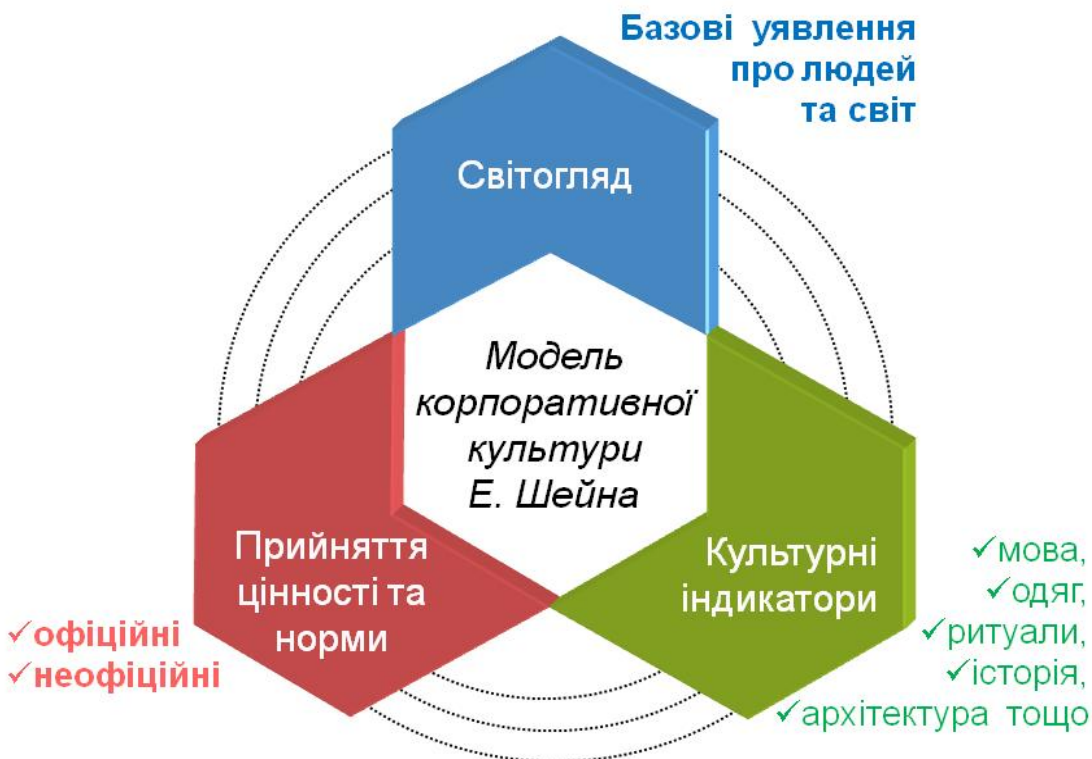 Базові уявлення
про людей
та світ
Світогляд
Модель
корпоративної
культури
Е. Шейна
Прийняття
цінності та
норми
✓офіційні
✓неофіційні
Культурні
індикатори
✓мова,
✓одяг,
✓ритуали,
✓історія,
✓архітектура тощо